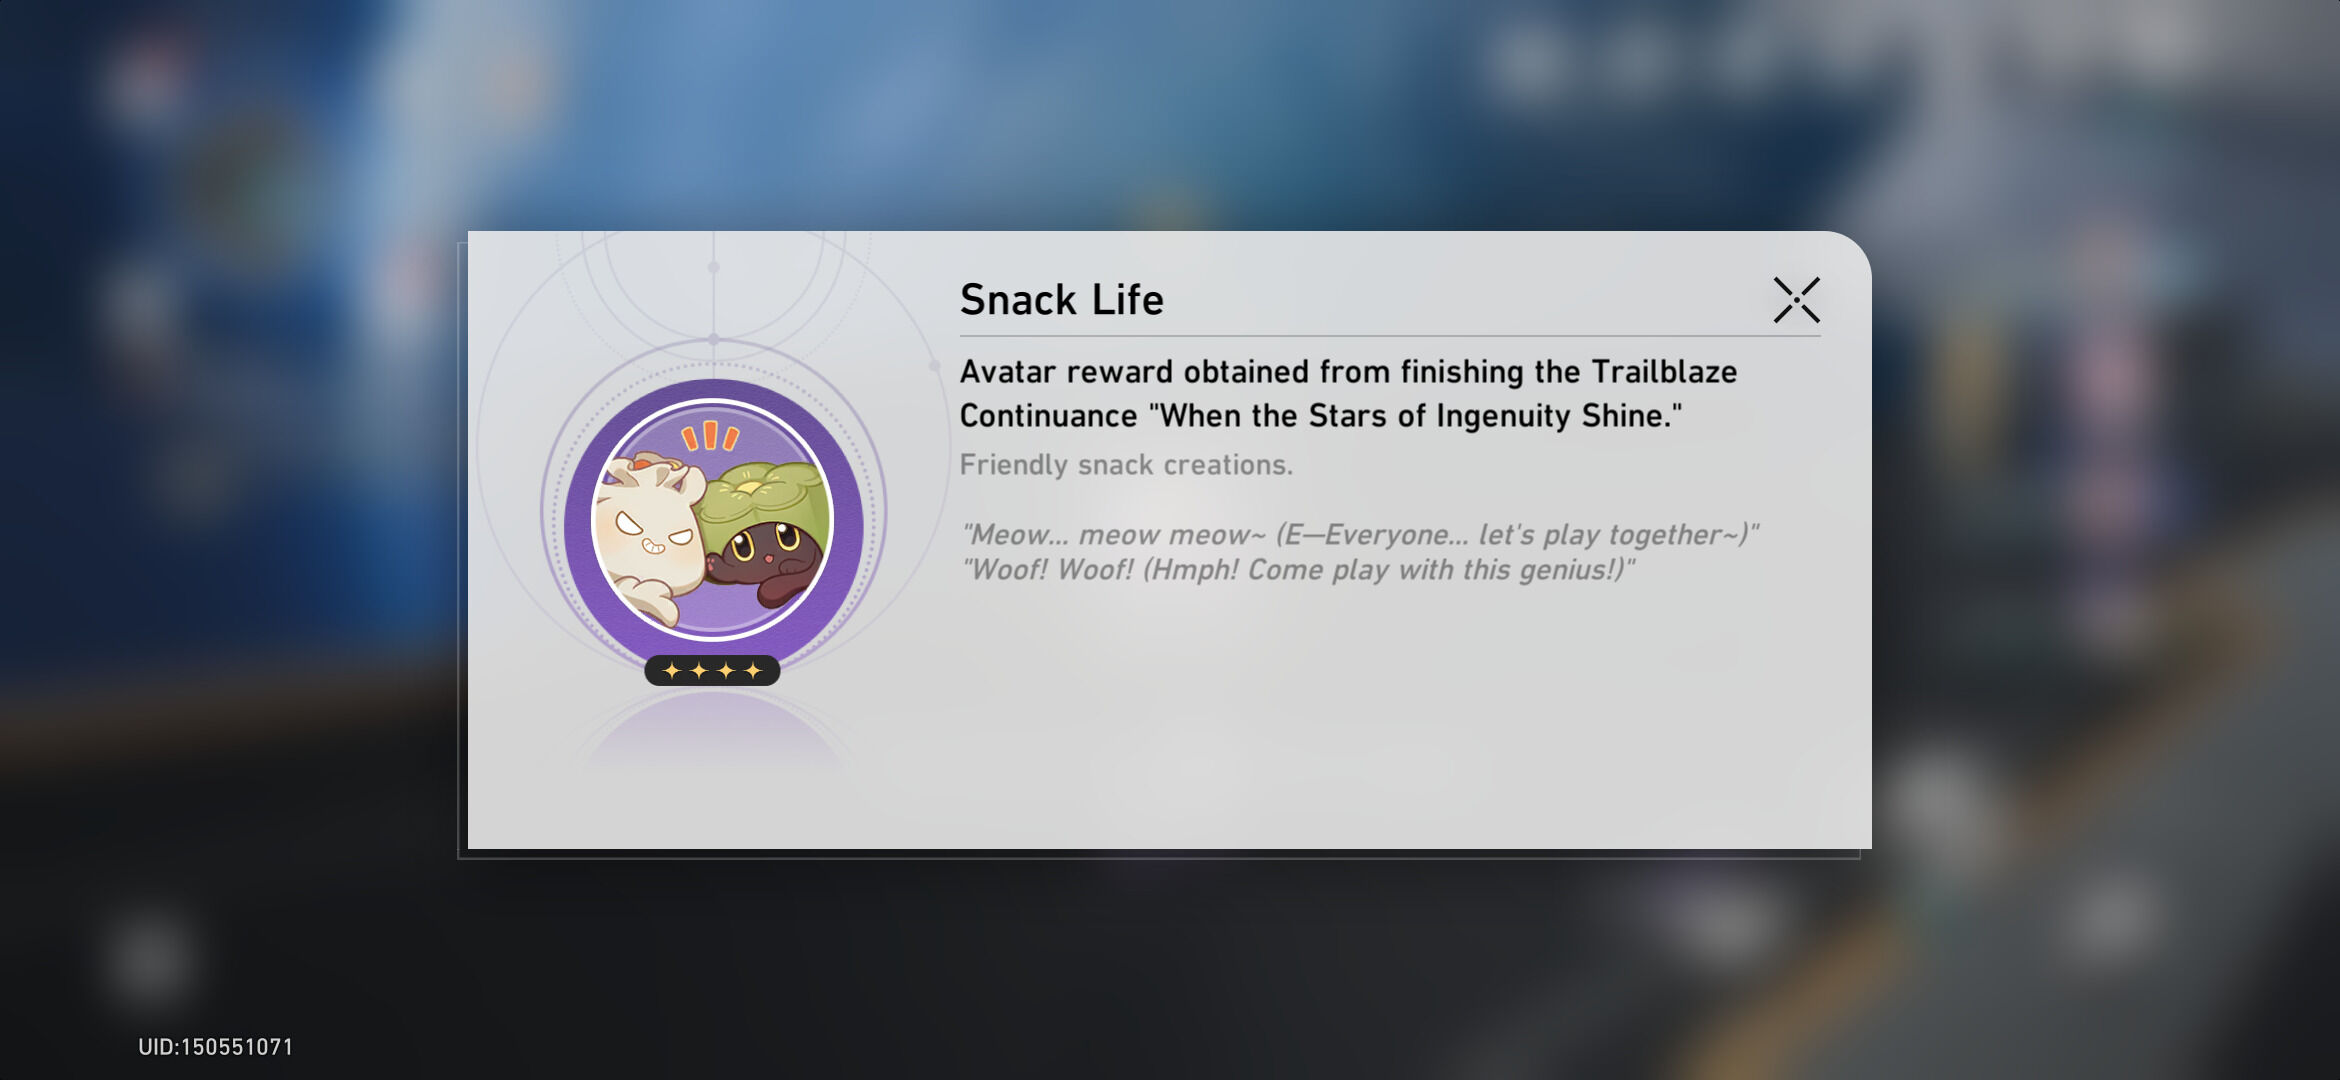 Snack Life
Avatar reward obtained from finishing the Trailblaze
Continuance "When the Stars of Ingenuity Shine."
Friendly snack creations.
"Meow... meow meow~ (E—Everyone... let's play together~)"
"Woof! Woof! (Hmph! Come play with this genius!)"
UID:150551071